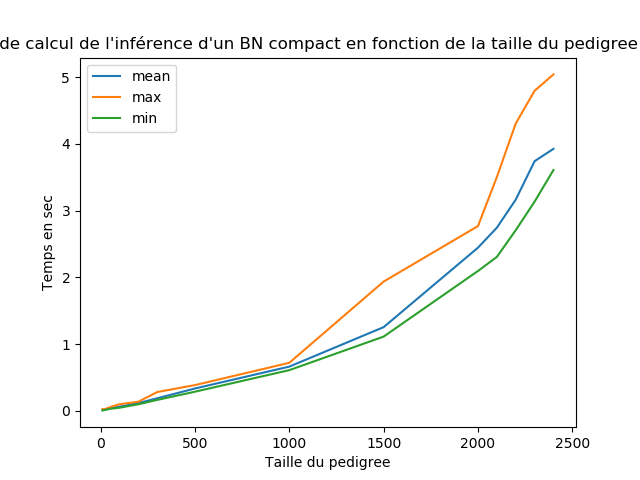 de calcul de l'inférence d'un BN compact en fonction de la taille du pedigree
mean
max
min
5
4
3
2
1
0
Temps en sec
0 500 1000 1500 2000 2500
Taille du pedigree